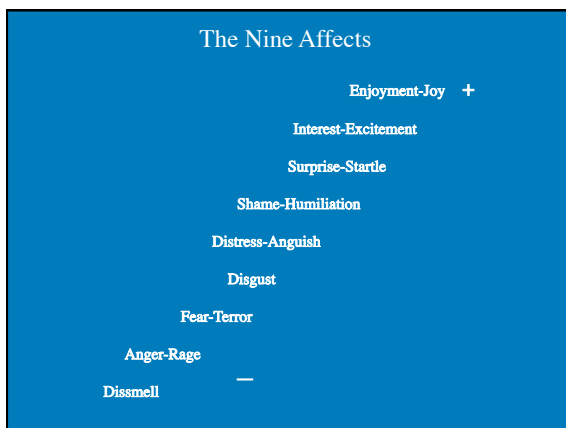 The Nine Affects
Enjoyment-Joy +
Interest-Excitement
Surprise-Startle
Shame-Humiliation
Distress-Anguish
Disgust
Fear-Terror
Anger-Rage
—
Dissmell